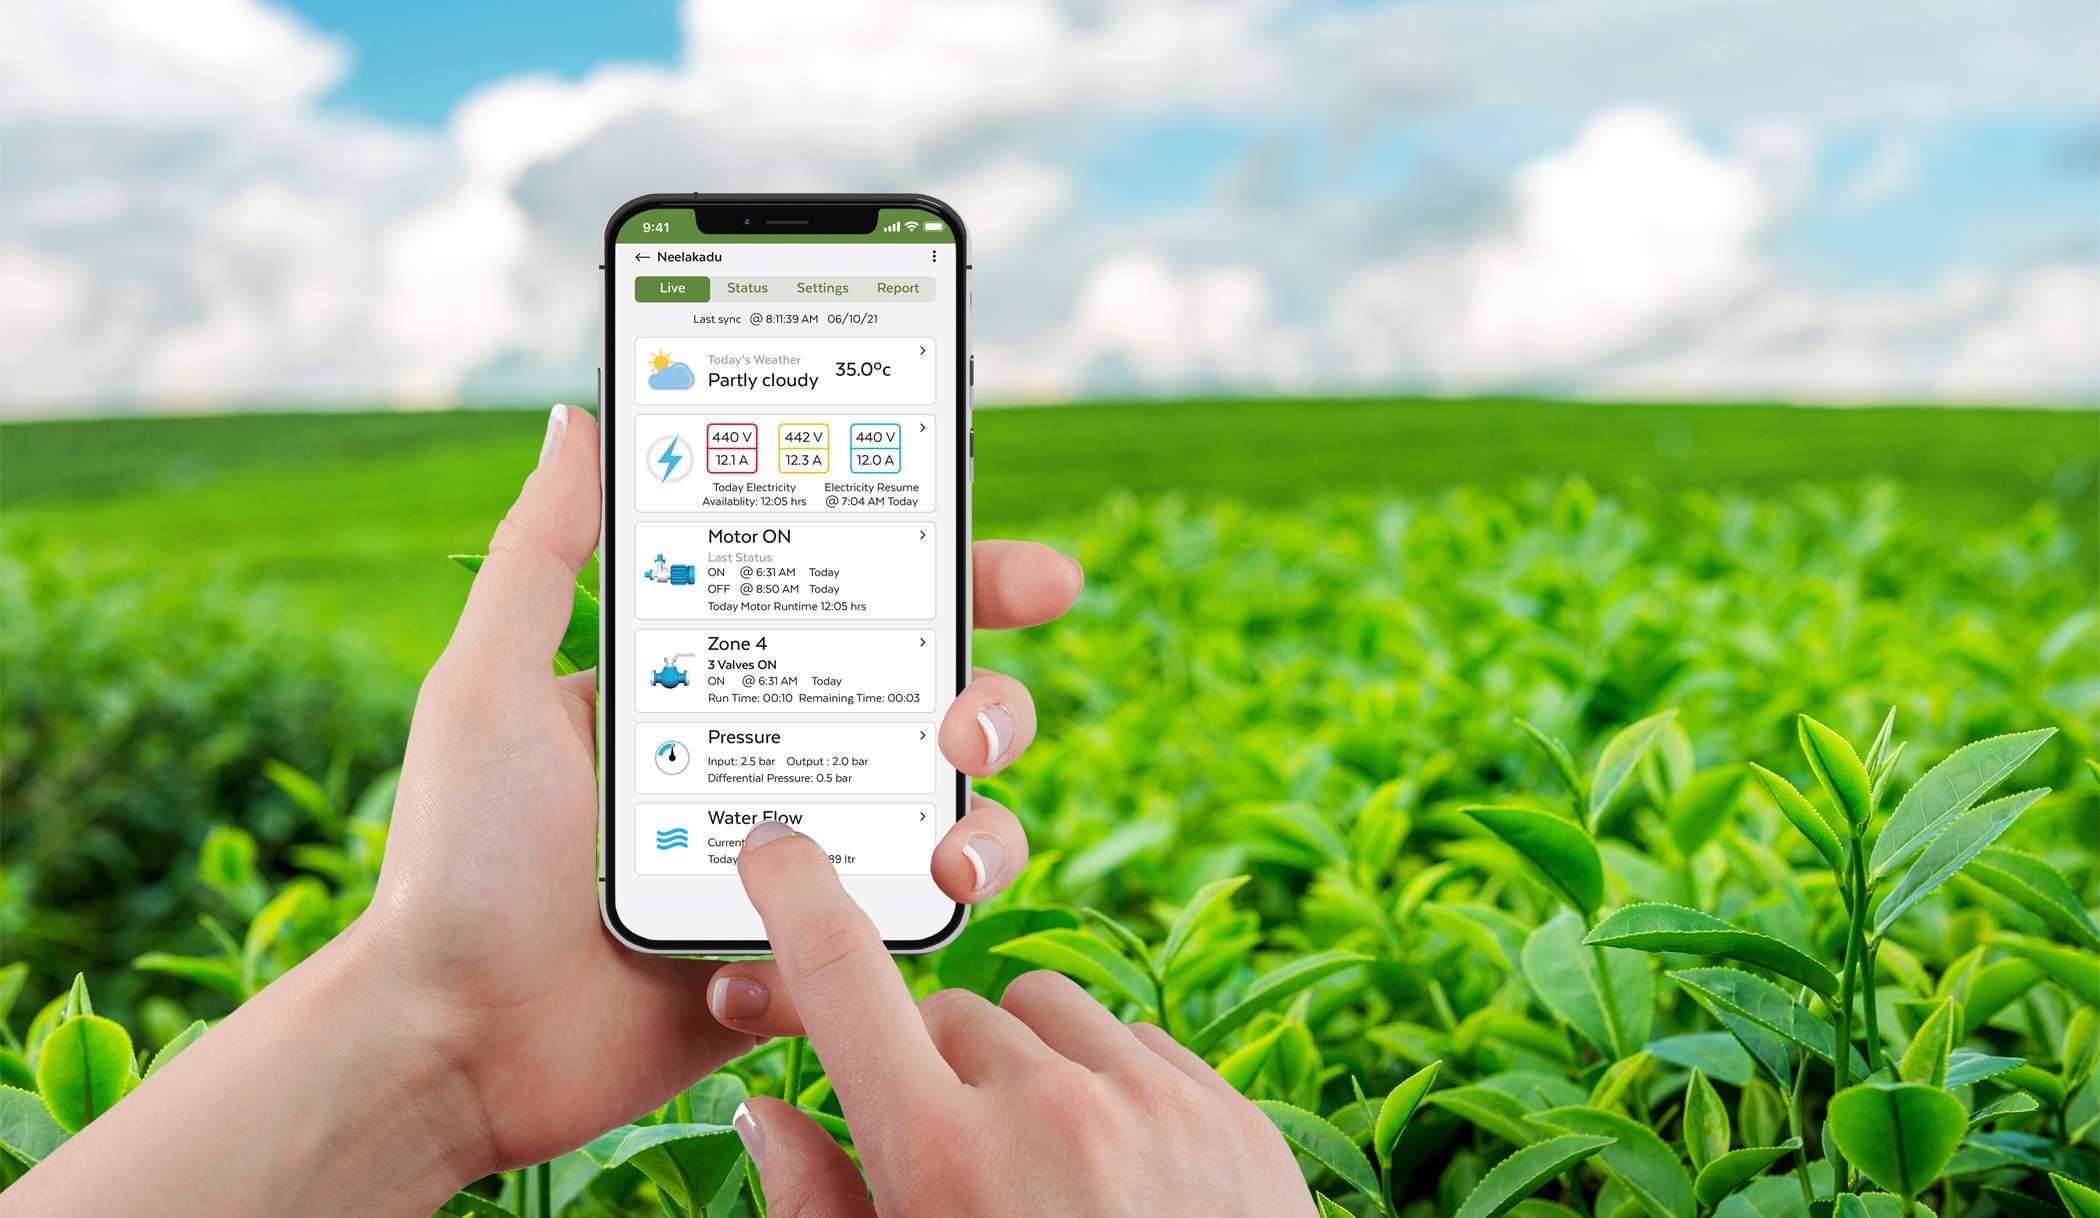 9:41
← Neelakadu
Live Status Settings Report
Last sync @ 8:11:39 AM 06/10/21
Today's Weather
Partly cloudy
35.0ºc
440 V 442 V 440 V
12.1 A 12.3 A 12.0 A
Today Electricity
Availablity: 12:05 hrs
Electricity Resume
@ 7:04 AM Today
Motor ON
Last Status
ON @ 6:31 AM Today
OFF @ 8:50 AM Today
Today Motor Runtime 12:05 hrs
Zone 4
3 Valves ON
ON @ 6:31 AM Today
Run Time: 00:10 Remaining Time: 00:03
Pressure
Input: 2.5 bar Output : 2.0 bar
Differential Pressure: 0.5 bar
Water Flow
Current
Today 89 ltr